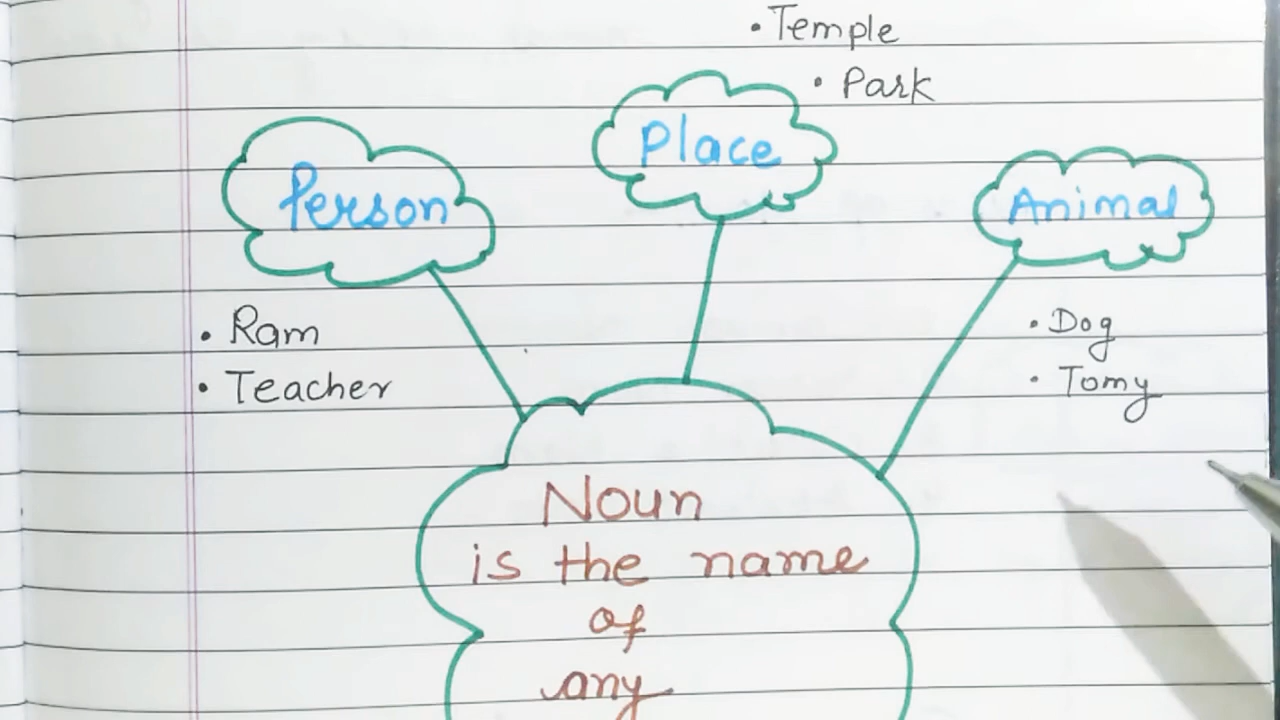 • Temple
• Park
Place
Person
Animal
• Ram
• Teacher
• Dog
• Tomy
Noun
is the name
of
any